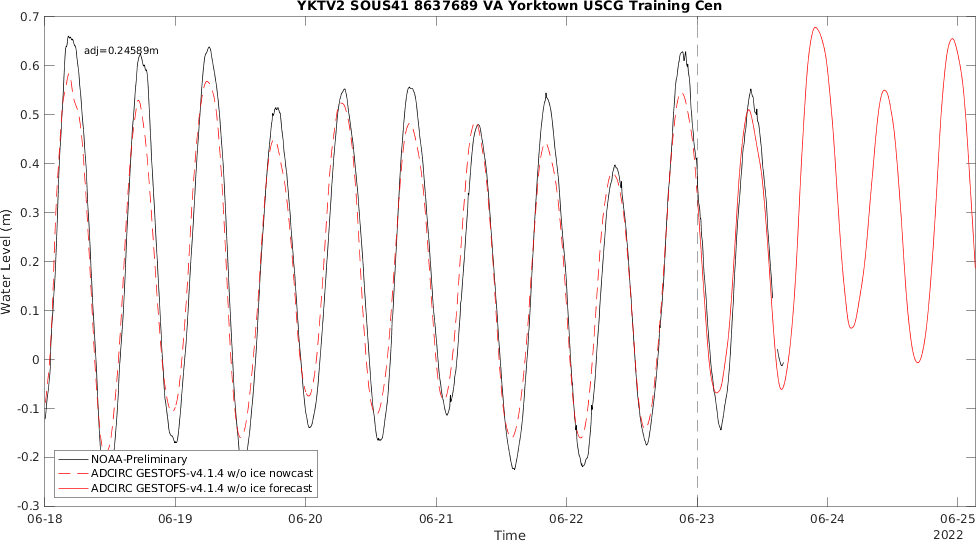 YKTV2 SOUS41 8637689 VA Yorktown USCG Training Cen
adj=0.24589m
0.7
0.6
0.5
0.4
0.3
0.2
0.1
0
-0.1
-0.2
-0.3
Water Level (m)
NOAA-Preliminary
ADCIRC GESTOFS-v4.1.4 w/o ice nowcast
ADCIRC GESTOFS-v4.1.4 w/o ice forecast
06-18 06-19 06-20 06-21 06-22 06-23 06-24 06-25
Time
2022